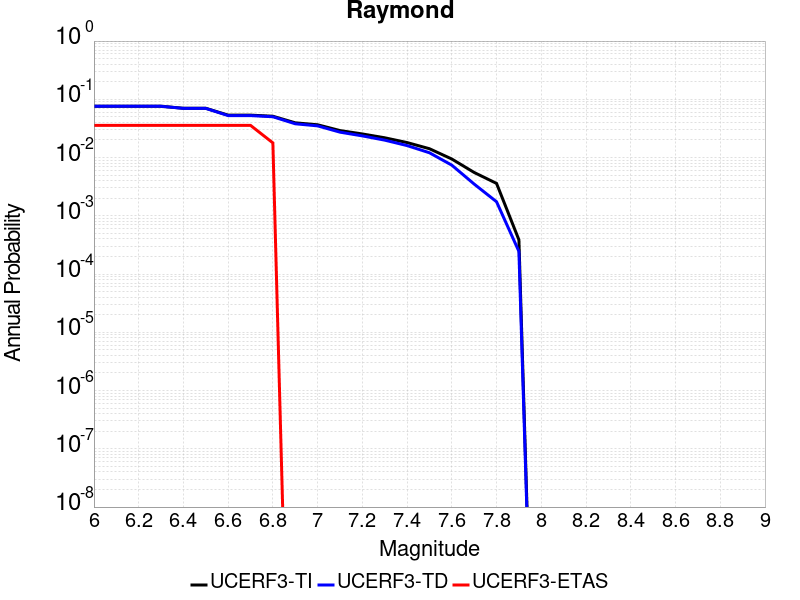 Raymond
10^0
10^-1
10^-2
10^-3
10^-4
10^-5
10^-6
10^-7
10^-8
Annual Probability
6 6.2 6.4 6.6 6.8 7 7.2 7.4 7.6 7.8 8 8.2 8.4 8.6 8.8 9
Magnitude
UCERF3-TI UCERF3-TD UCERF3-ETAS